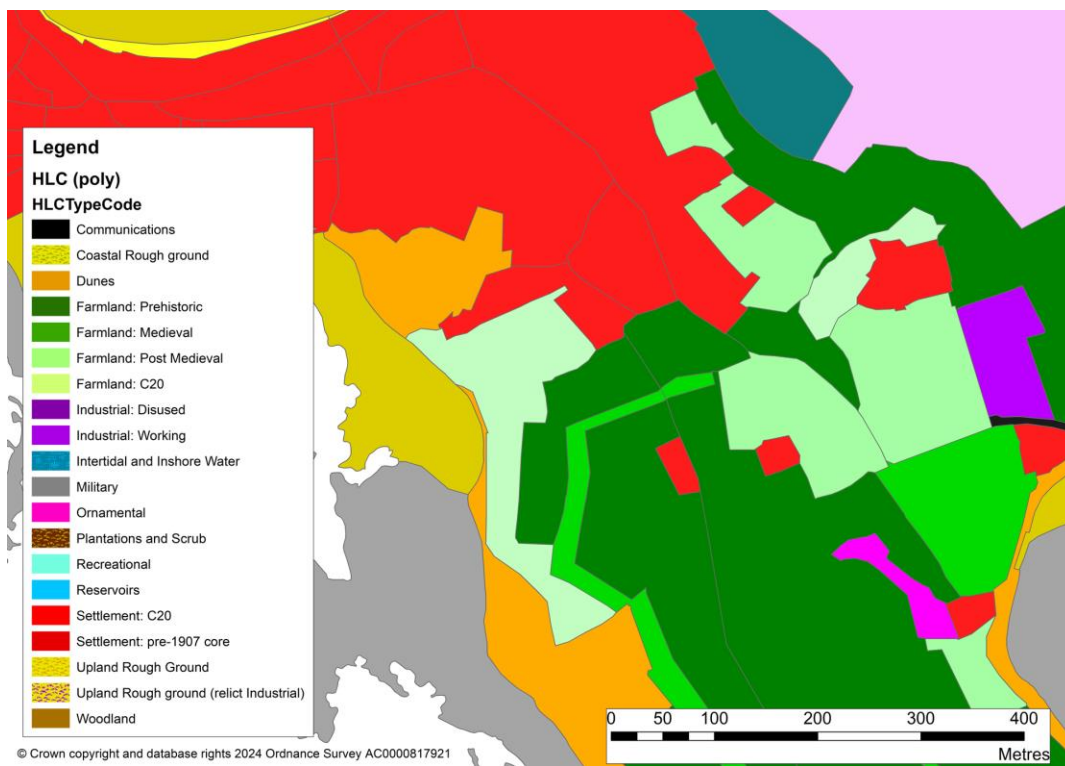 Legend
HLC (poly)
HLCTypeCode
Communications
Coastal Rough ground
Dunes
Farmland: Prehistoric
Farmland: Medieval
Farmland: Post Medieval
Farmland: C20
Industrial: Disused
Industrial: Working
Intertidal and Inshore Water
Military
Ornamental
Plantations and Scrub
Recreational
Reservoirs
Settlement: C20
Settlement: pre-1907 core
Upland Rough Ground
Upland Rough ground (relict Industrial)
Woodland
0 50 100 200 300 400
Metres
© Crown copyright and database rights 2024 Ordnance Survey AC0000817921